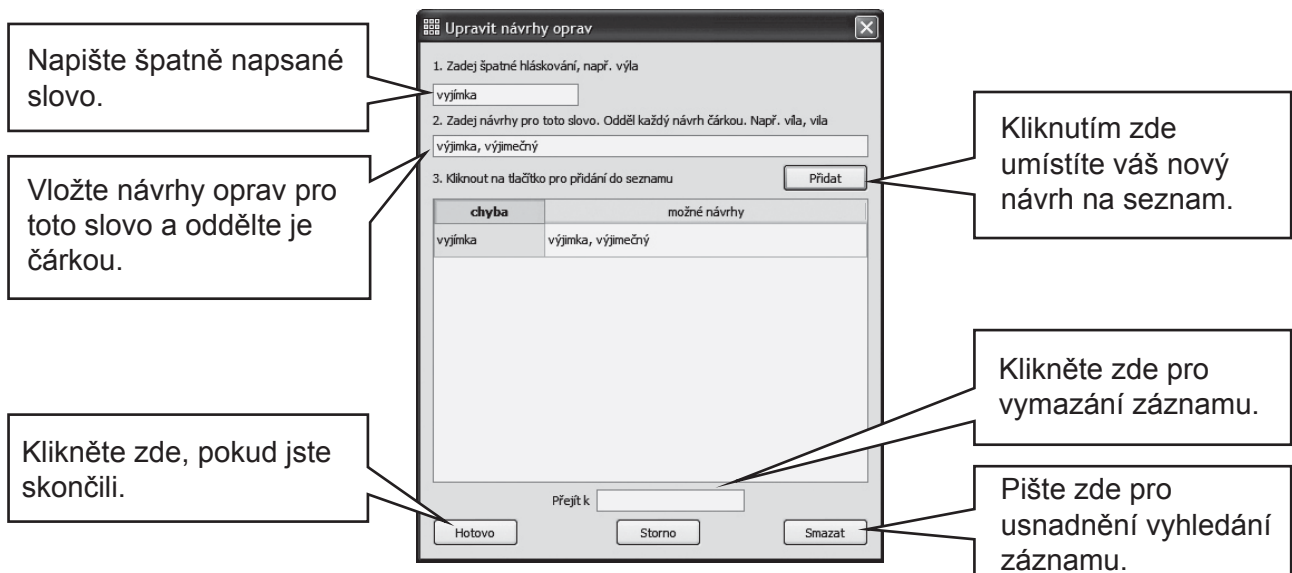 Napište špatně napsané
slovo.
Vložte návrhy oprav pro
toto slovo a oddělte je
čárkou.
Klikněte zde, pokud jste
skončili.
Upravit návrhy oprav
1. Zadej špatné hláskování, např. výla
vyjímka
2. Zadej návrhy pro toto slovo. Odděl každý návrh čárkou. Např. víla, vila
výjimka, výjimečný
3. Kliknout na tlačítko pro přidání do seznamu
Přidat
chyba možné návrhy
vyjímka výjimka, výjimečný
Přejít k
Hotovo Storno Smazat
Kliknutím zde
umístíte váš nový
návrh na seznam.
Klikněte zde pro
vymazání záznamu.
Pište zde pro
usnadnění vyhledání
záznamu.